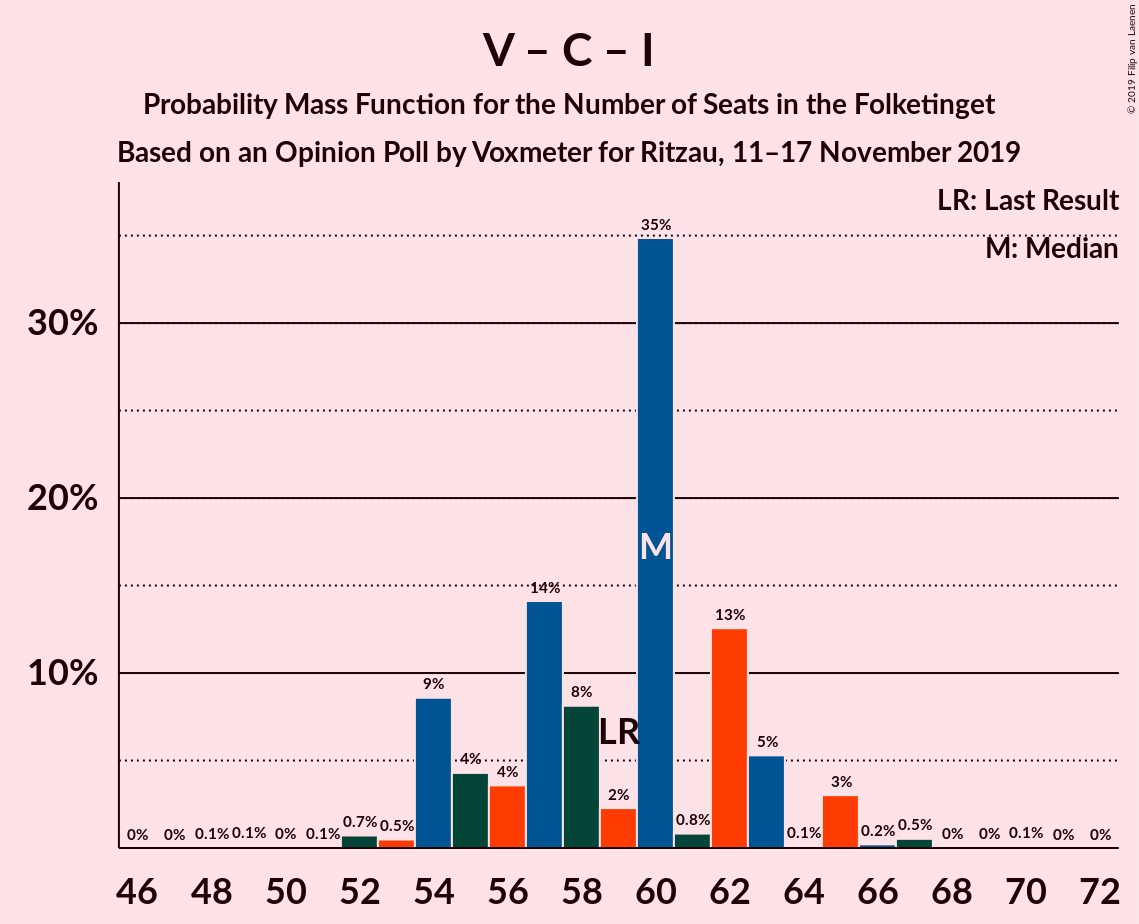 V – C – I
Probability Mass Function for the Number of Seats in the Folketinget
Based on an Opinion Poll by Voxmeter for Ritzau, 11–17 November 2019
© 2019 Filip van Laenen
LR: Last Result
M: Median
30%
20%
10%
0% 0% 0.1% 0.1% 0% 0.1% 0.7% 0.5% 9% 4% 4% 14% 8% 2% 35% 0.8% 13% 5% 0.1% 3% 0.2% 0.5% 0% 0% 0.1% 0% 0%
LR
M
46 48 50 52 54 56 58 60 62 64 66 68 70 72